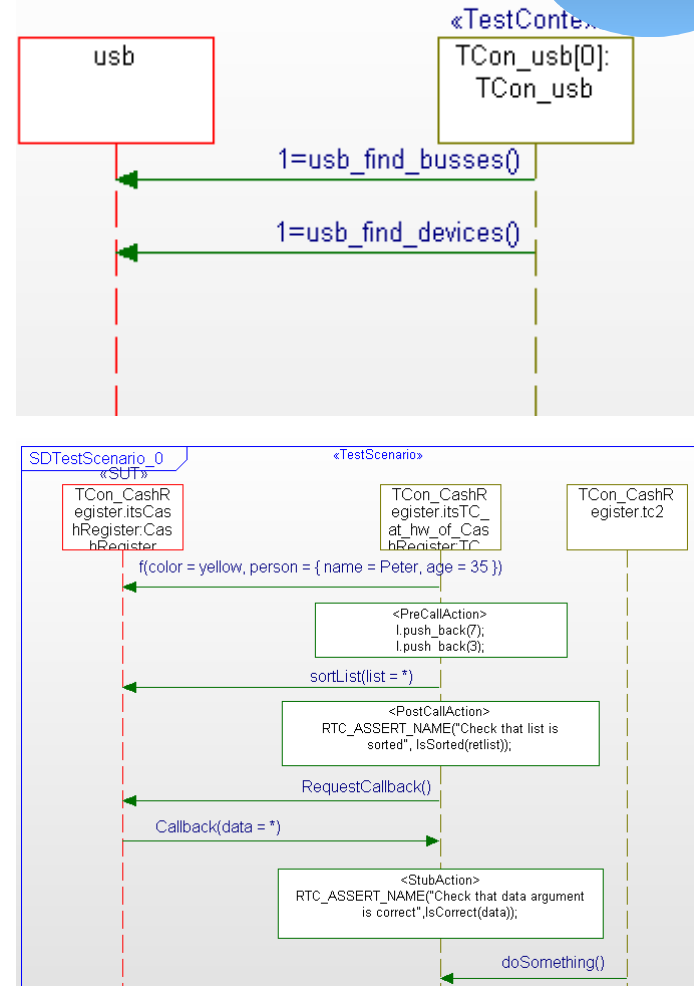 «TestContex
usb
TCon_usb[0]:
TCon_usb
1=usb_find_busses()
1=usb_find_devices()
SDTestScenario_0
«TestScenario»
«SUT»
TCon_CashR
egister.itsCas
hRegister:Cas
hRegister
TCon_CashR
egister.itsTC_
at_hw_of_Cas
hRegister:TC
TCon_CashR
egister.tc2
f(color = yellow, person = { name = Peter, age = 35 })
<PreCallAction>
l.push_back(7);
l.push_back(3);
sortList(list = *)
<PostCallAction>
RTC_ASSERT_NAME("Check that list is
sorted", IsSorted(retlist));
RequestCallback()
Callback(data = *)
<StubAction>
RTC_ASSERT_NAME("Check that data argument
is correct",IsCorrect(data));
doSomething()